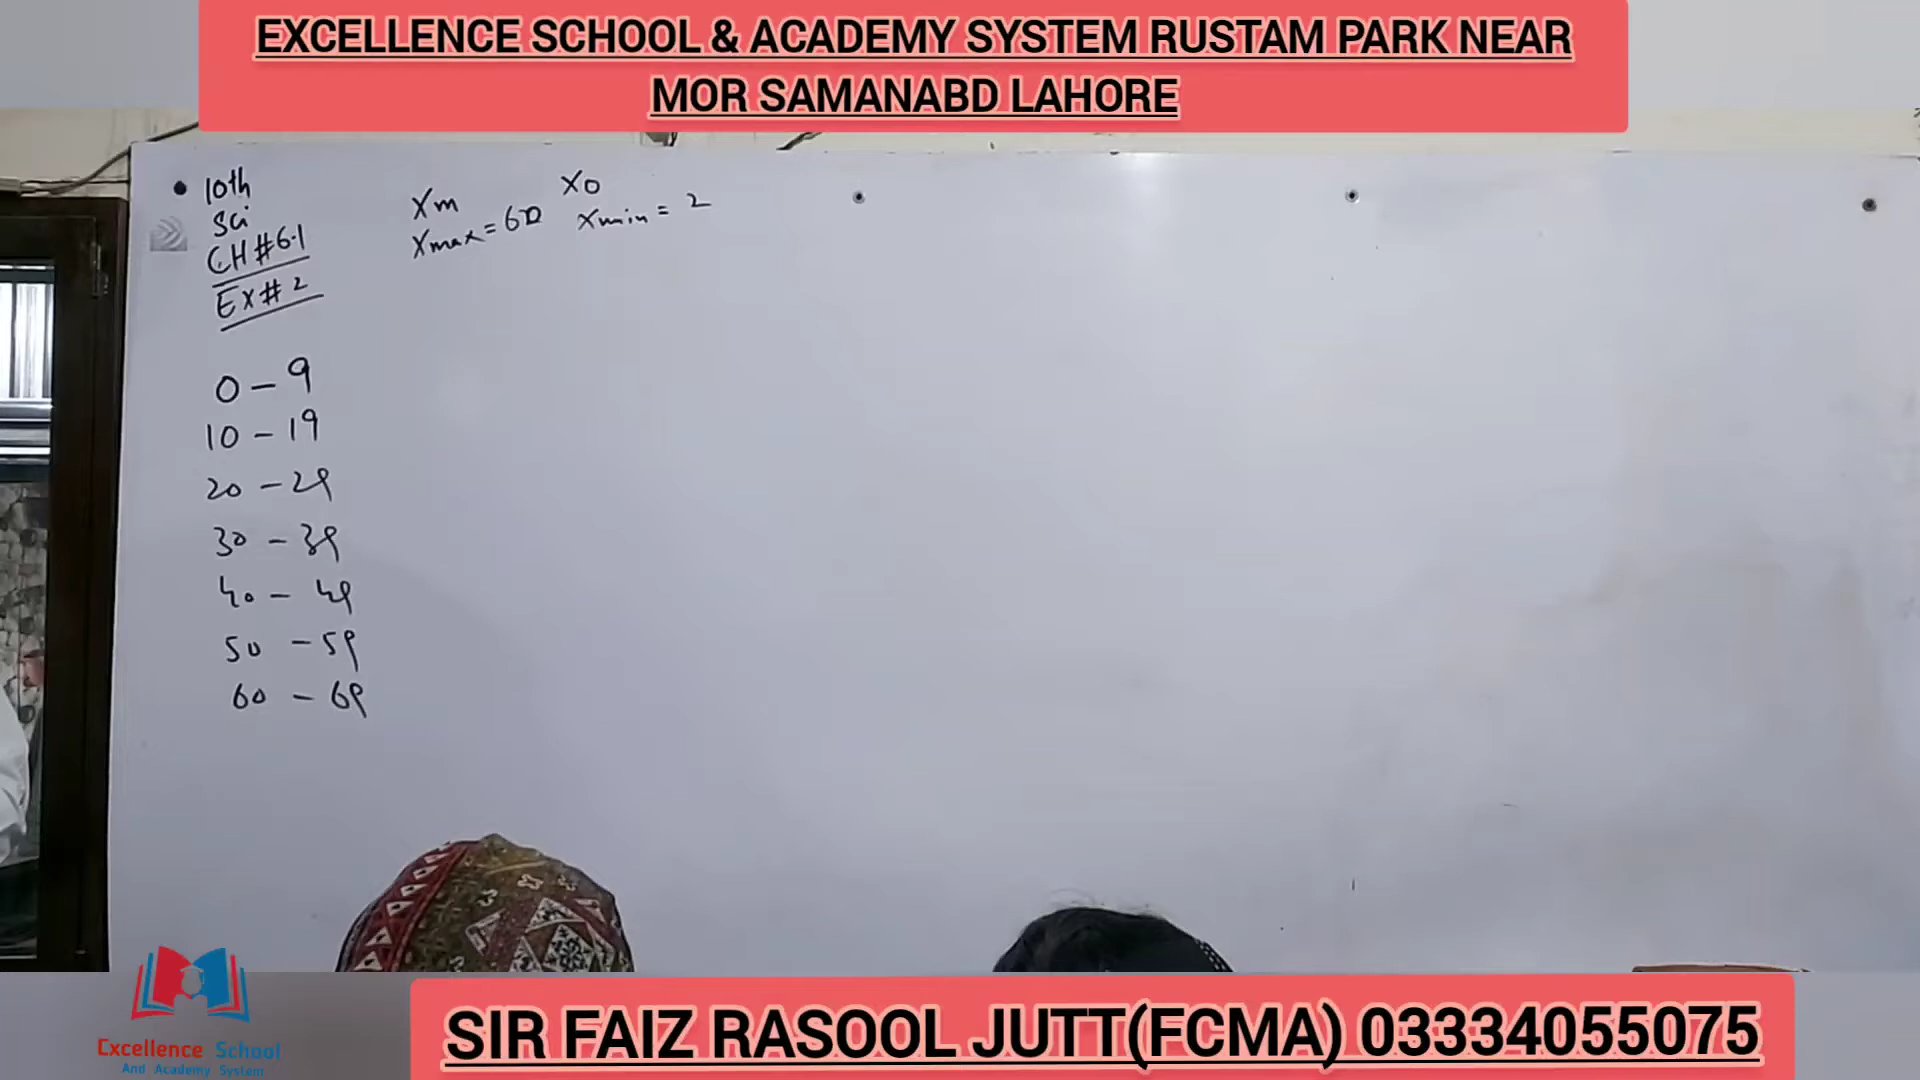 EXCELLENCE SCHOOL & ACADEMY SYSTEM RUSTAM PARK NEAR
MOR SAMANABD LAHORE
10th
Sci
CH#6.1
EX#2
Xm
Xo
Xmax =
Xmin = 2
0 - 9
10 - 19
20 - 29
30 - 39
40 - 49
50 - 59
60 - 69
Excellence School
And Academy System
SIR FAIZ RASOOL JUTT(FCMA) 03334055075